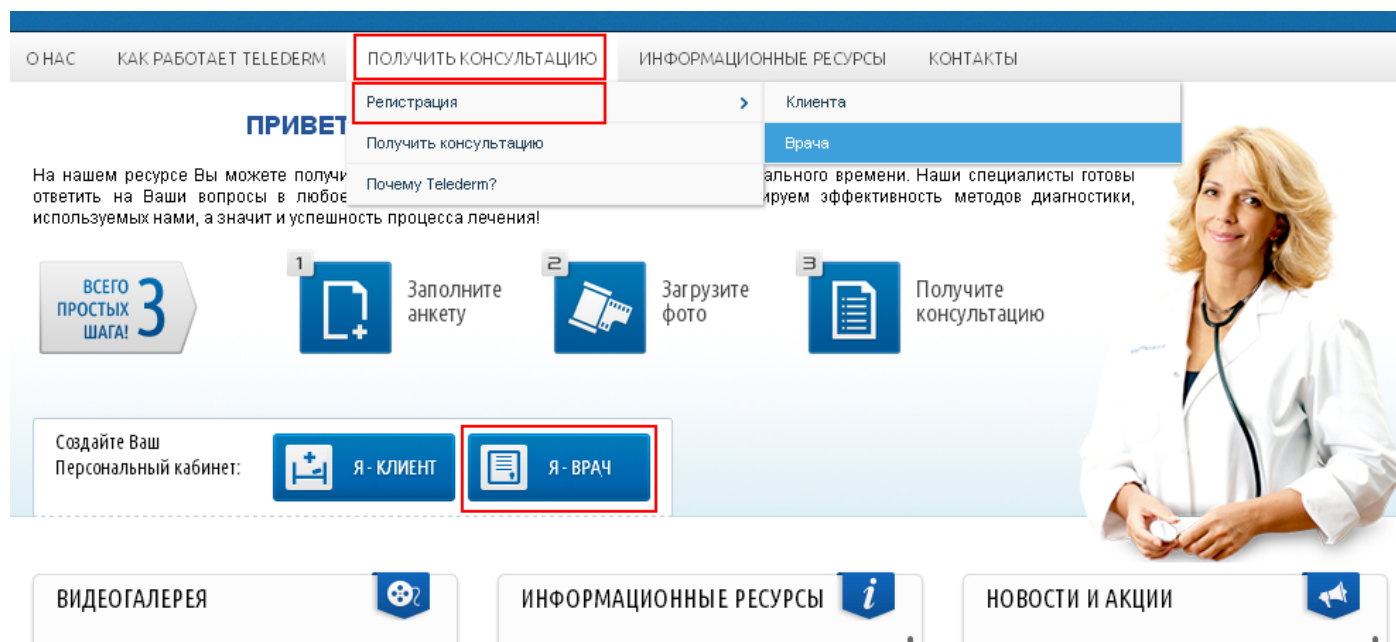 О НАС КАК РАБОТАЕТ TELEDERM ПОЛУЧИТЬ КОНСУЛЬТАЦИЮ ИНФОРМАЦИОННЫЕ РЕСУРСЫ КОНТАКТЫ
Регистрация
Клиента
Получить консультацию
Врача
Почему Telederm?
ПРИВЕТ
На нашем ресурсе Вы можете получи ального времени. Наши специалисты готовы
ответить на Ваши вопросы в любое ируем эффективность методов диагностики,
используемых нами, а значит и успешность процесса лечения!
ВСЕГО
ПРОСТЫХ 3
ШАГА!
1
Заполните
анкету
2
Загрузите
фото
3
Получите
консультацию
Создайте Ваш
Персональный кабинет:
Я - КЛИЕНТ
Я - ВРАЧ
ВИДЕОГАЛЕРЕЯ
ИНФОРМАЦИОННЫЕ РЕСУРСЫ i
НОВОСТИ И АКЦИИ